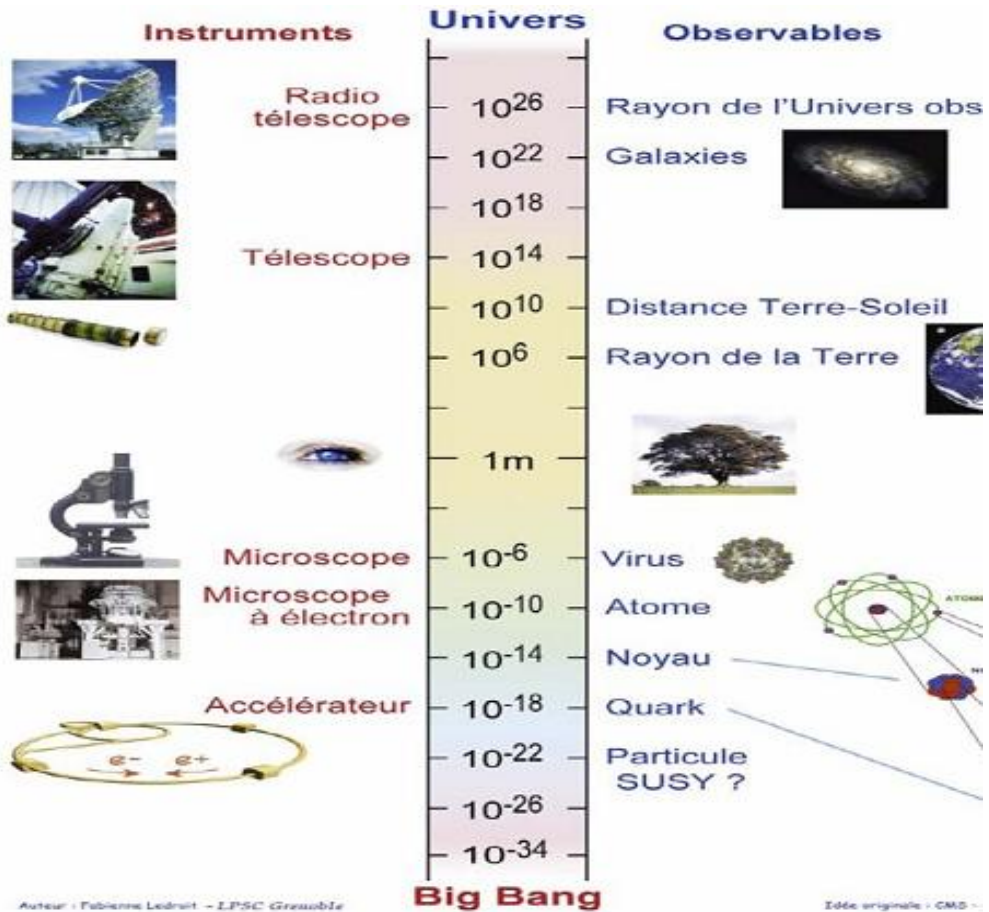 Univers
Instruments
Observables
Radio
télescope
10²⁶
Rayon de l'Univers obs
10²²
Galaxies
10¹⁸
Télescope
10¹⁴
10¹⁰
Distance Terre-Soleil
10⁶
Rayon de la Terre
1m
Microscope
10⁻⁶
Virus
Microscope
à électron
10⁻¹⁰
Atome
ATOME
10⁻¹⁴
Noyau
Accélérateur
10⁻¹⁸
Quark
e- e+
10⁻²²
Particule
SUSY ?
10⁻²⁶
10⁻³⁴
Big Bang
Auteur : Fabienne Ledroit - LPSC Grenoble
Idée originale : CMS -